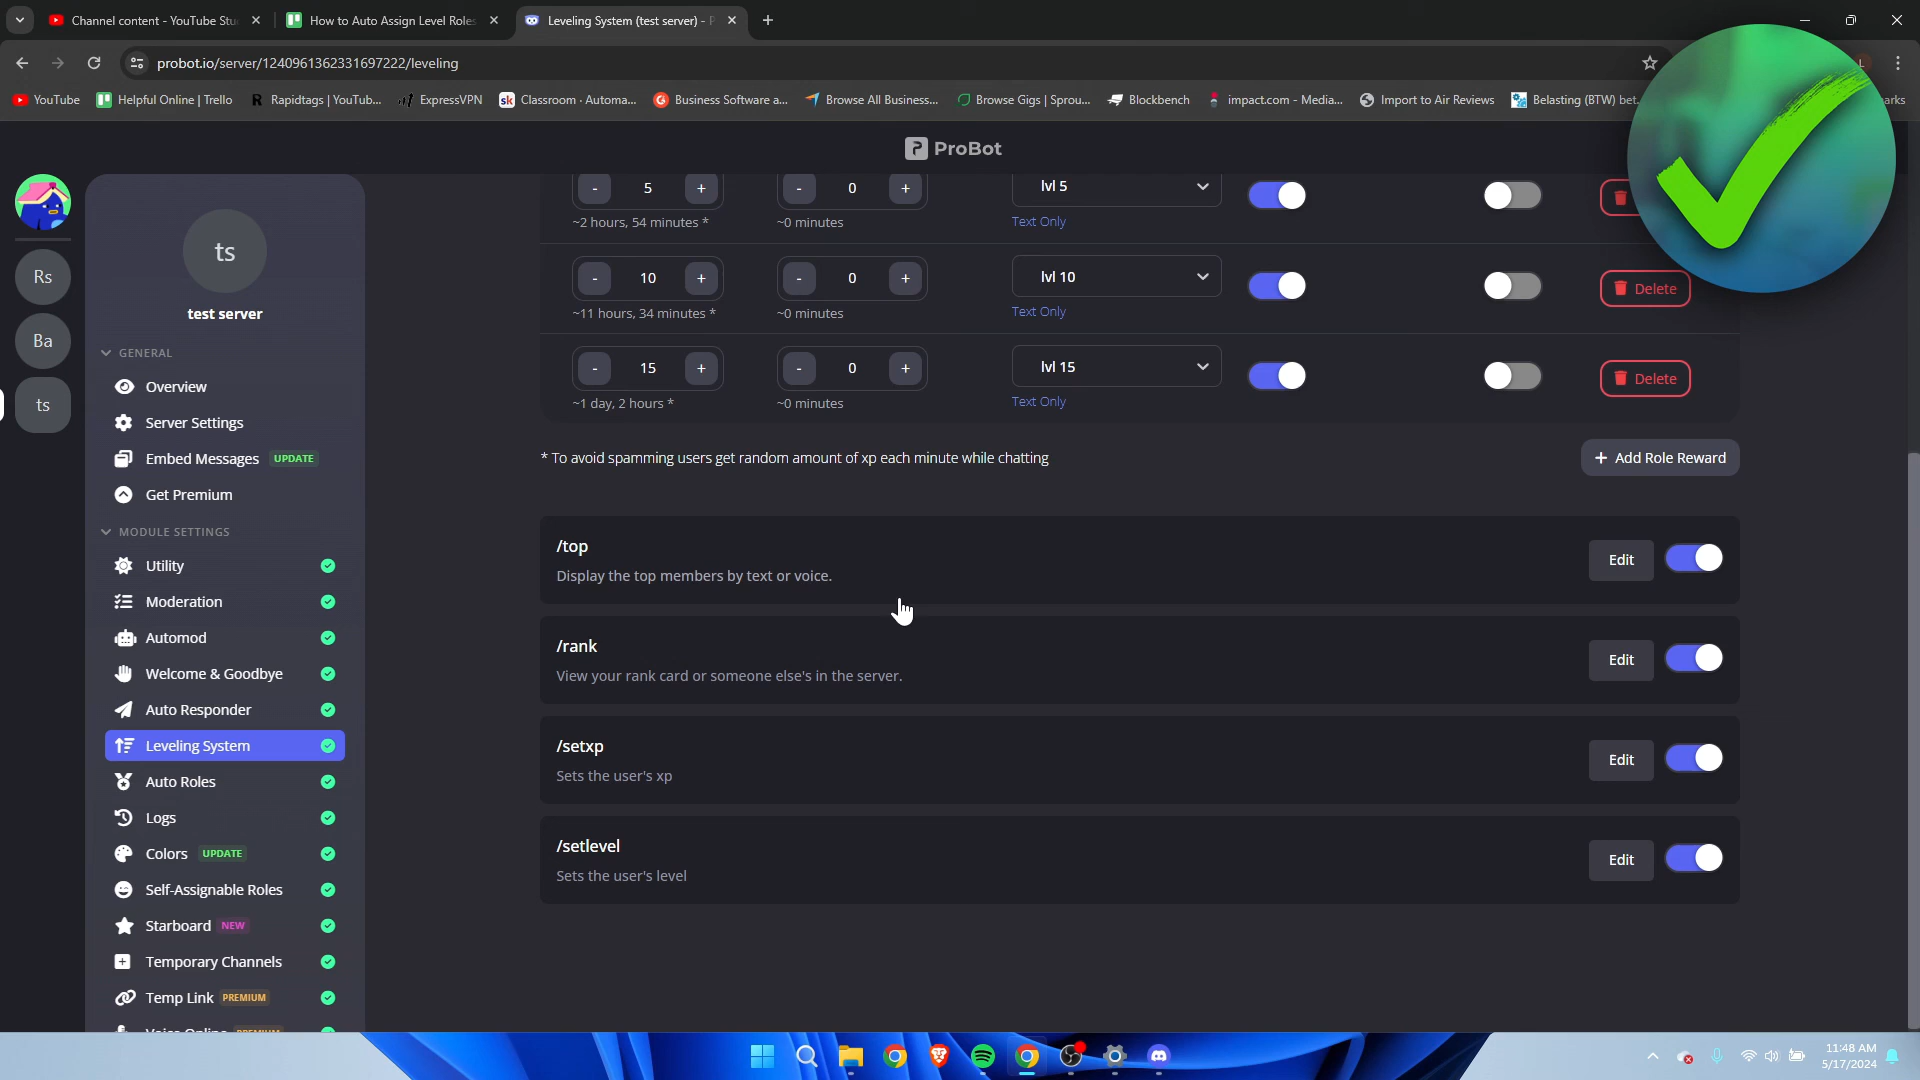 Channel content - YouTube Stu
How to Auto Assign Level Roles
Leveling System (test server) - P
probot.io/server/1240961362331697222/leveling
YouTube
Helpful Online | Trello
Rapidtags | YouTub...
ExpressVPN
Classroom - Automa...
Business Software a...
Browse All Business...
Browse Gigs | Sprou...
Blockbench
impact.com - Media...
Import to Air Reviews
Belasting (BTW) bet.
arks
ProBot
Rs
Ba
ts
ts
test server
GENERAL
Overview
Server Settings
Embed Messages UPDATE
Get Premium
MODULE SETTINGS
Utility
Moderation
Automod
Welcome & Goodbye
Auto Responder
Leveling System
Auto Roles
Logs
Colors UPDATE
Self-Assignable Roles
Starboard NEW
Temporary Channels
Temp Link PREMIUM
- 5 + - 0 + lvl 5
~2 hours, 54 minutes * ~0 minutes Text Only
- 10 + - 0 + lvl 10 Delete
~11 hours, 34 minutes * ~0 minutes Text Only
- 15 + - 0 + lvl 15 Delete
~1 day, 2 hours * ~0 minutes Text Only
* To avoid spamming users get random amount of xp each minute while chatting
+ Add Role Reward
/top
Display the top members by text or voice.
Edit
/rank
View your rank card or someone else's in the server.
Edit
/setxp
Sets the user's xp
Edit
/setlevel
Sets the user's level
Edit
11:48 AM
5/17/2024